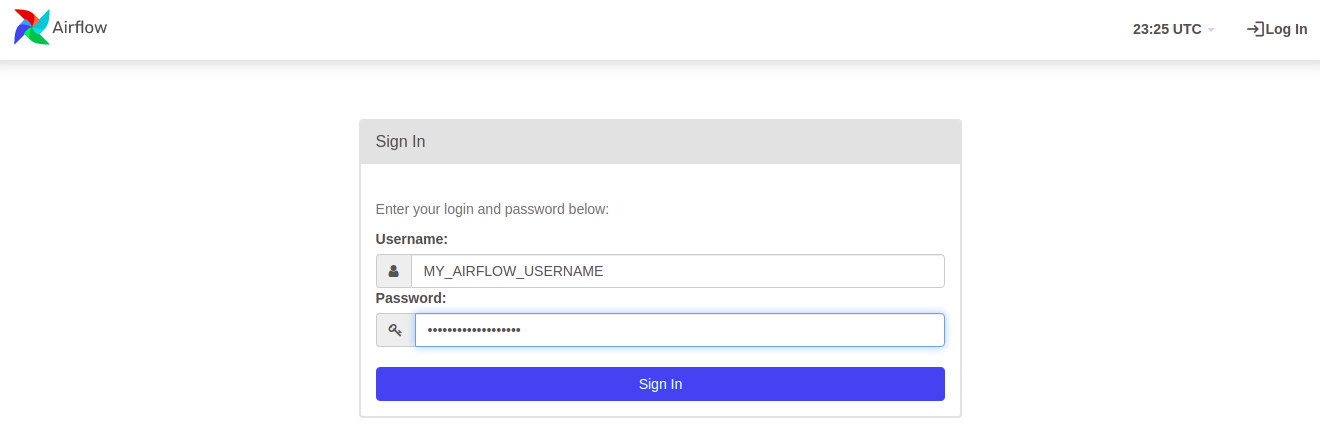 Airflow
23:25 UTC
Log In
Sign In
Enter your login and password below:
Username:
MY_AIRFLOW_USERNAME
Password:
•••••••••••••••••••
Sign In